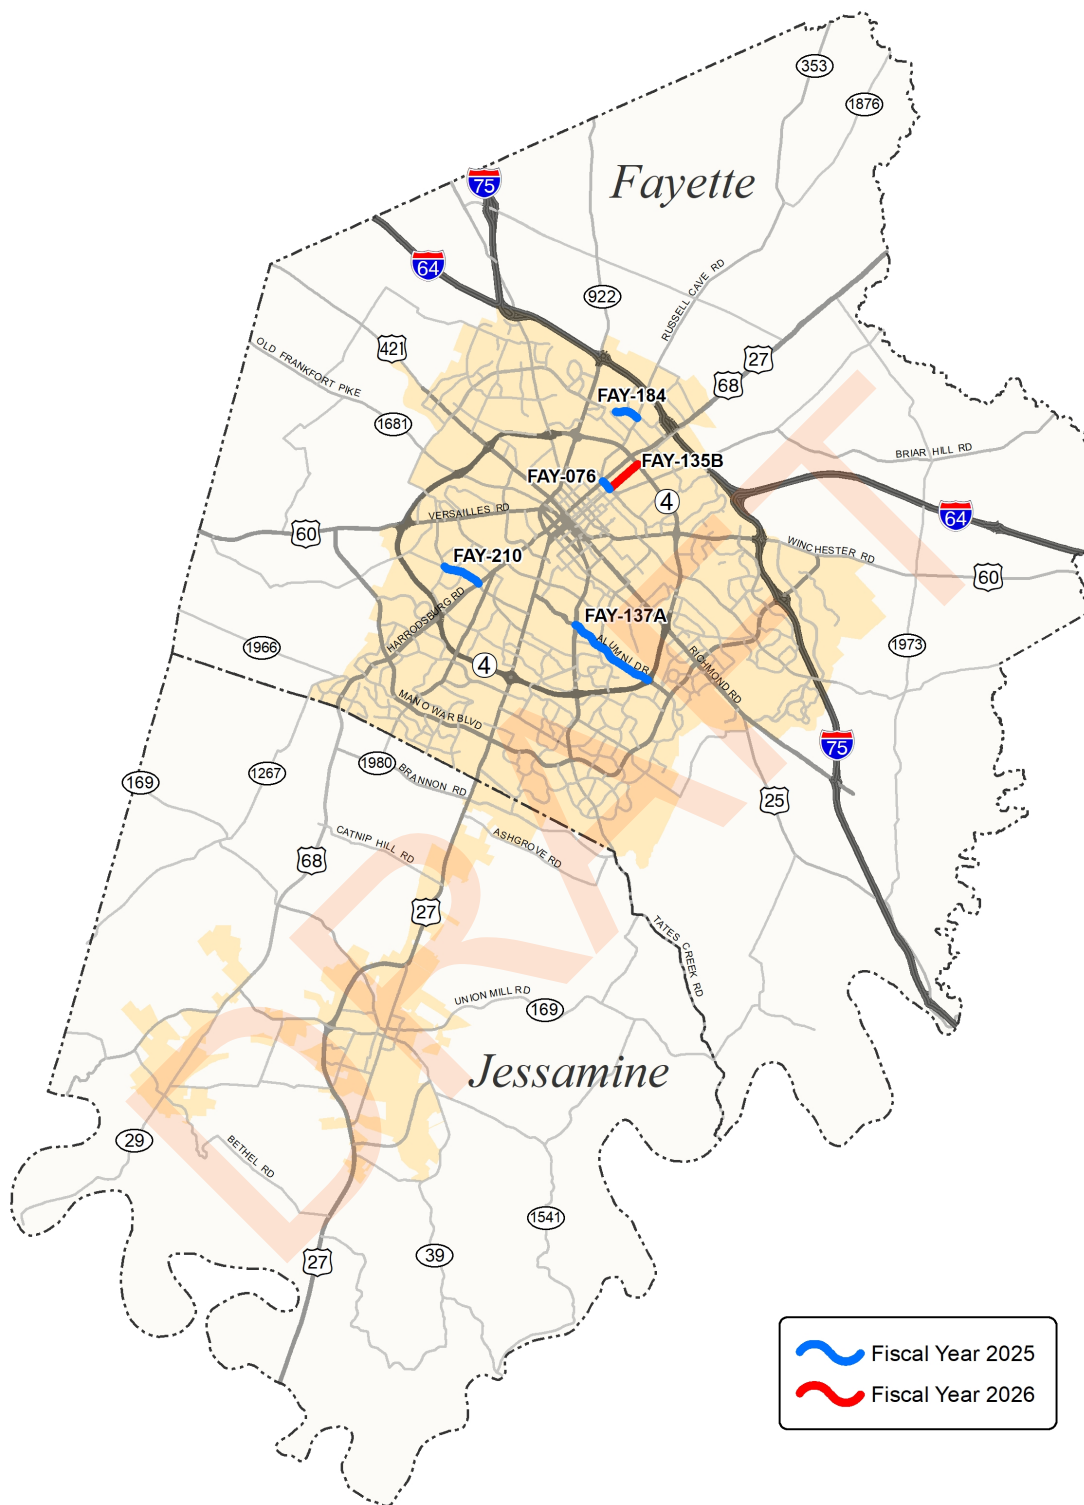 353
1876
Fayette
75
64
922
RUSSELL CAVE RD
421
27
OLD FRANKFORT PIKE
68
FAY-184
1681
BRIAR HILL RD
FAY-135B
FAY-076
4
VERSAILLES RD
64
60
WINCHESTER RD
FAY-210
60
HARRODSBURG RD
FAY-137A
1966
ALUMNI DR
1973
4
RICHMOND RD
MAN O WAR BLVD
75
1980
1267
169
BRANNON RD
25
CATNIP HILL RD
ASHGROVE RD
68
27
TATES CREEK RD
UNION MILL RD
169
Jessamine
29
BETHEL RD
1541
39
27
DRAFT
Fiscal Year 2025
Fiscal Year 2026